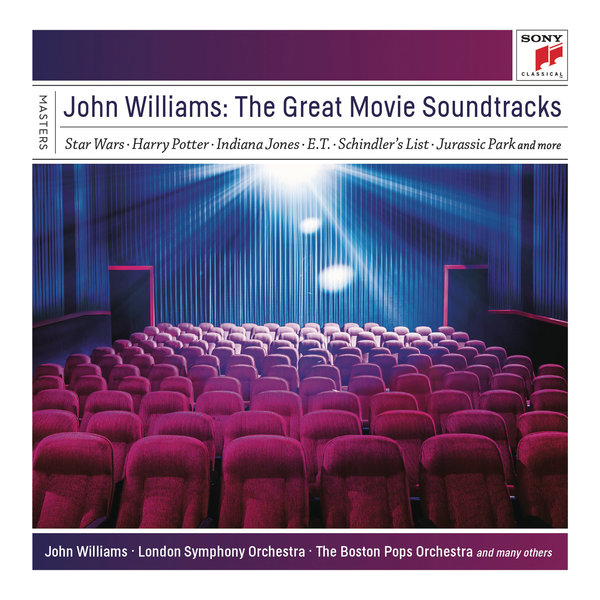 SONY
CLASSICAL
MASTERS
John Williams: The Great Movie Soundtracks
Star Wars · Harry Potter · Indiana Jones · E.T. · Schindler's List · Jurassic Park and more
John Williams · London Symphony Orchestra · The Boston Pops Orchestra and many others